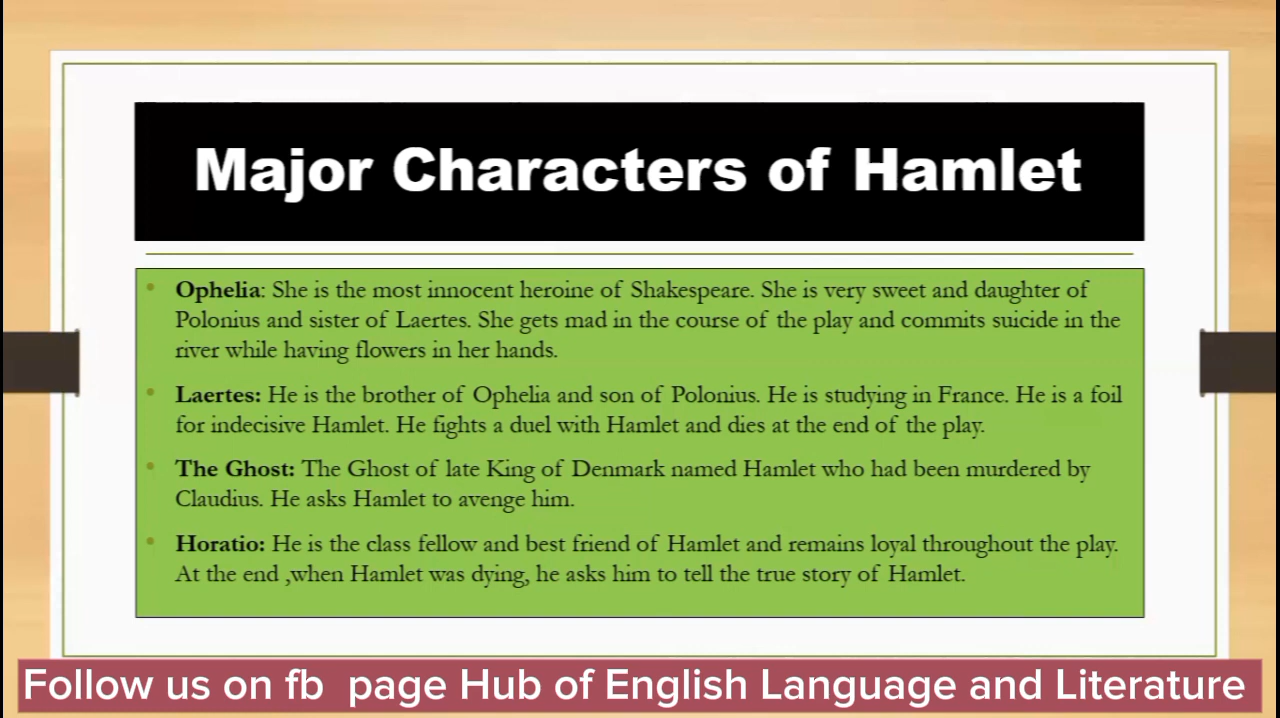 Major Characters of Hamlet
• Ophelia: She is the most innocent heroine of Shakespeare. She is very sweet and daughter of
Polonius and sister of Laertes. She gets mad in the course of the play and commits suicide in the
river while having flowers in her hands.
• Laertes: He is the brother of Ophelia and son of Polonius. He is studying in France. He is a foil
for indecisive Hamlet. He fights a duel with Hamlet and dies at the end of the play.
• The Ghost: The Ghost of late King of Denmark named Hamlet who had been murdered by
Claudius. He asks Hamlet to avenge him.
• Horatio: He is the class fellow and best friend of Hamlet and remains loyal throughout the play.
At the end ,when Hamlet was dying, he asks him to tell the true story of Hamlet.
Follow us on fb page Hub of English Language and Literature